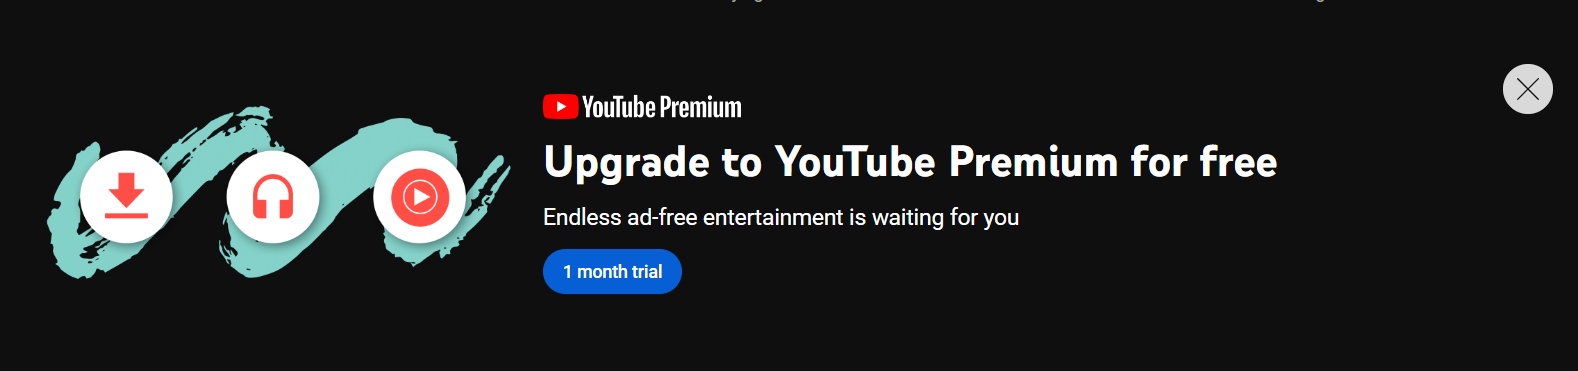 YouTube Premium
Upgrade to YouTube Premium for free
Endless ad-free entertainment is waiting for you
1 month trial